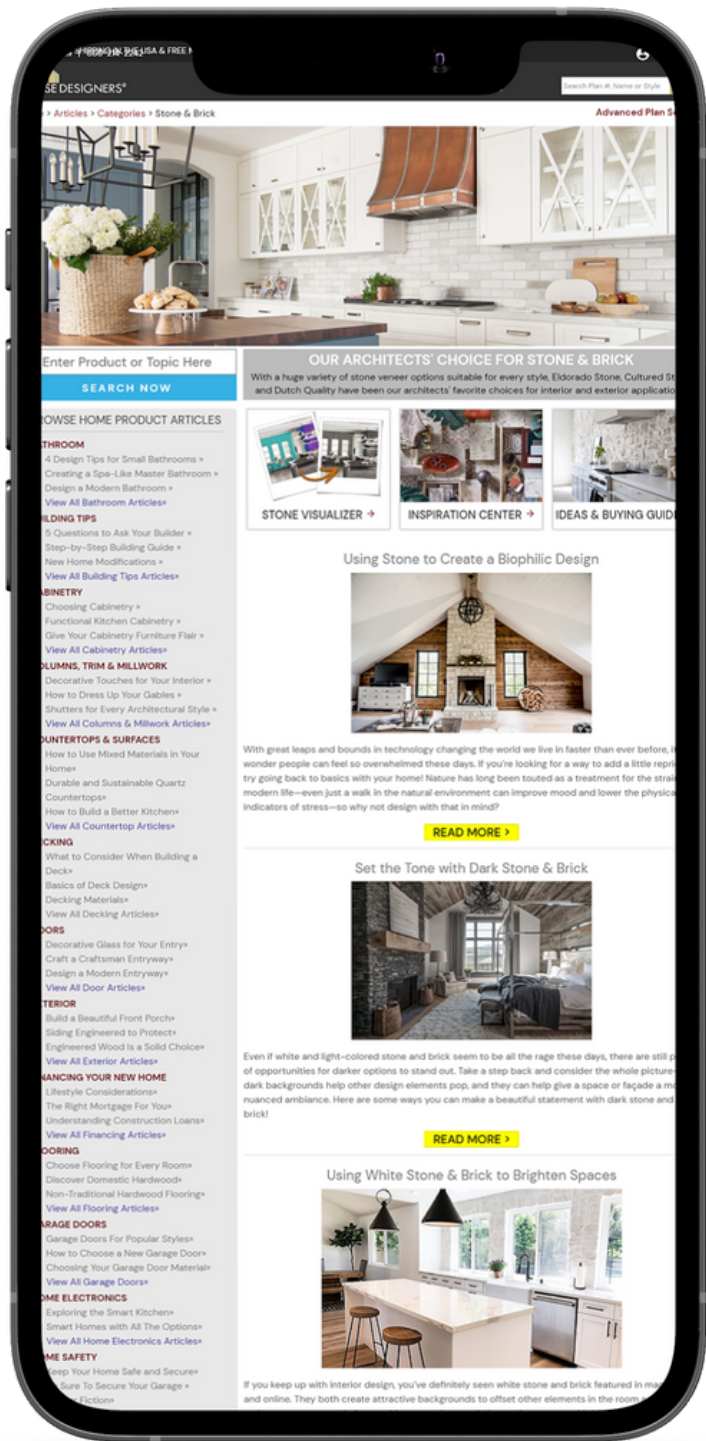 SHIPPING IN THE USA & FREE
SE DESIGNERS®
Search Plan #, Name or Style
> Articles > Categories > Stone & Brick
Advanced Plan Se
Enter Product or Topic Here
SEARCH NOW
OUR ARCHITECTS' CHOICE FOR STONE & BRICK
With a huge variety of stone veneer options suitable for every style, Eldorado Stone, Cultured St
and Dutch Quality have been our architects' favorite choices for interior and exterior applicatio
ROWSE HOME PRODUCT ARTICLES
THROOM
4 Design Tips for Small Bathrooms »
Creating a Spa-Like Master Bathroom »
Design a Modern Bathroom »
View All Bathroom Articles»
ILDING TIPS
5 Questions to Ask Your Builder »
Step-by-Step Building Guide »
New Home Modifications »
View All Building Tips Articles»
ABINETRY
Choosing Cabinetry »
Functional Kitchen Cabinetry »
Give Your Cabinetry Furniture Flair »
View All Cabinetry Articles»
OLUMNS, TRIM & MILLWORK
Decorative Touches for Your Interior »
How to Dress Up Your Gables »
Shutters for Every Architectural Style »
View All Columns & Millwork Articles»
OUNTERTOPS & SURFACES
How to Use Mixed Materials in Your
Home»
Durable and Sustainable Quartz
Countertops»
How to Build a Better Kitchen»
View All Countertop Articles»
CKING
What to Consider When Building a
Deck»
Basics of Deck Design»
Decking Materials»
View All Decking Articles»
OORS
Decorative Glass for Your Entry»
Craft a Craftsman Entryway»
Design a Modern Entryway»
View All Door Articles»
TERIOR
Build a Beautiful Front Porch»
Siding Engineered to Protect»
Engineered Wood Is a Solid Choice»
View All Exterior Articles»
NANCING YOUR NEW HOME
Lifestyle Considerations»
The Right Mortgage For You»
Understanding Construction Loans»
View All Financing Articles»
OORING
Choose Flooring for Every Room»
Discover Domestic Hardwood»
Non-Traditional Hardwood Flooring»
View All Flooring Articles»
ARAGE DOORS
Garage Doors For Popular Styles»
How to Choose a New Garage Door»
Choosing Your Garage Door Material»
View All Garage Doors»
OME ELECTRONICS
Exploring the Smart Kitchen»
Smart Homes with All The Options»
View All Home Electronics Articles»
ME SAFETY
Keep Your Home Safe and Secure»
Sure To Secure Your Garage »
Fiction»
STONE VISUALIZER →
INSPIRATION CENTER →
IDEAS & BUYING GUID
Using Stone to Create a Biophilic Design
With great leaps and bounds in technology changing the world we live in faster than ever before, i
wonder people can feel so overwhelmed these days. If you're looking for a way to add a little repri
try going back to basics with your home! Nature has long been touted as a treatment for the strai
modern life—even just a walk in the natural environment can improve mood and lower the physica
indicators of stress—so why not design with that in mind?
READ MORE >
Set the Tone with Dark Stone & Brick
Even if white and light-colored stone and brick seem to be all the rage these days, there are still p
of opportunities for darker options to stand out. Take a step back and consider the whole picture-
dark backgrounds help other design elements pop, and they can help give a space or façade a mo
nuanced ambiance. Here are some ways you can make a beautiful statement with dark stone and
brick!
READ MORE >
Using White Stone & Brick to Brighten Spaces
If you keep up with interior design, you've definitely seen white stone and brick featured in ma
and online. They both create attractive backgrounds to offset other elements in the room